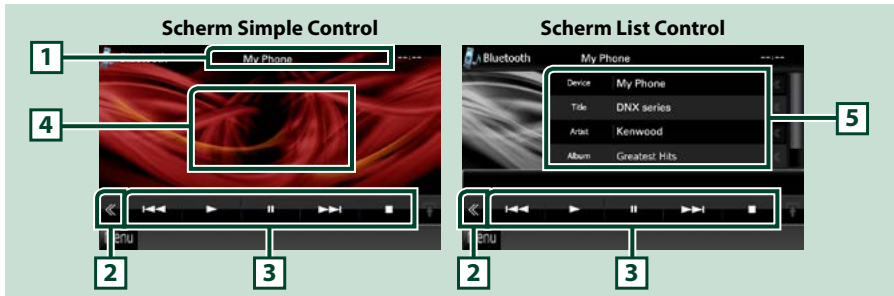 Scherm Simple Control
Scherm List Control
1
Bluetooth
My Phone
4
2
3
Bluetooth
My Phone
Device
My Phone
Title
DNX series
Artist
Kenwood
Album
Greatest Hits
5
2
3